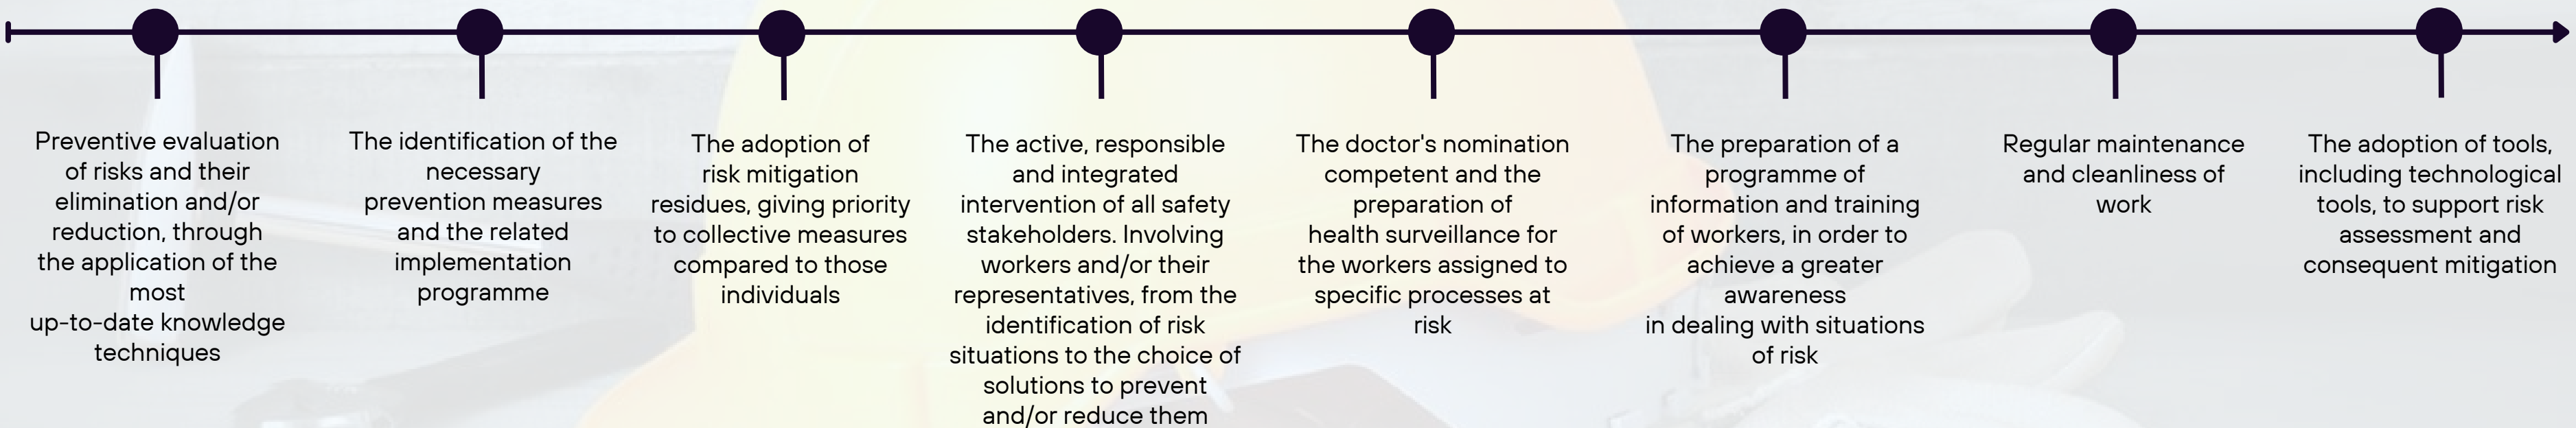 Preventive evaluation
of risks and their
elimination and/or
reduction, through
the application of the
most
up-to-date knowledge
techniques
The identification of the
necessary
prevention measures
and the related
implementation
programme
The adoption of
risk mitigation
residues, giving priority
to collective measures
compared to those
individuals
The active, responsible
and integrated
intervention of all safety
stakeholders. Involving
workers and/or their
representatives, from the
identification of risk
situations to the choice of
solutions to prevent
and/or reduce them
The doctor's nomination
competent and the
preparation of
health surveillance for
the workers assigned to
specific processes at
risk
The preparation of a
programme of
information and training
of workers, in order to
achieve a greater
awareness
in dealing with situations
of risk
Regular maintenance
and cleanliness of
work
The adoption of tools,
including technological
tools, to support risk
assessment and
consequent mitigation